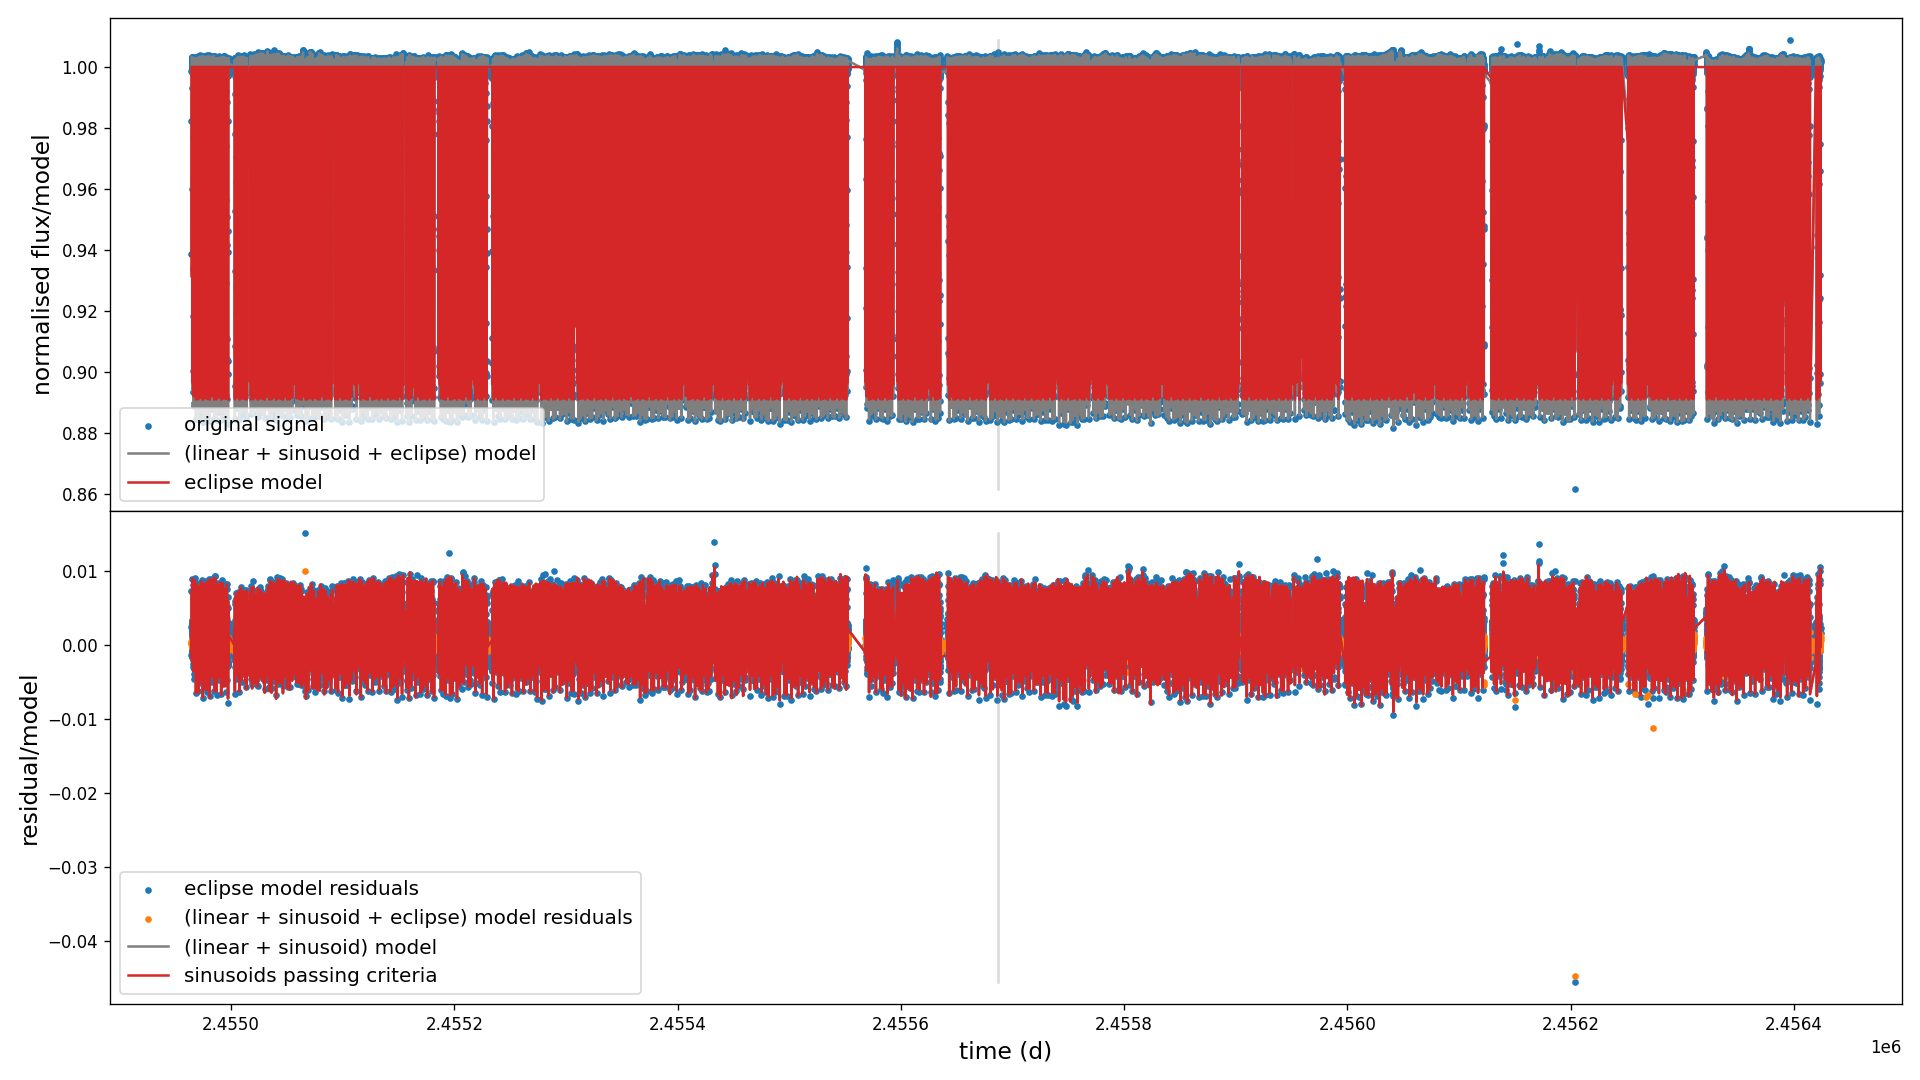 normalised flux/model
1.00
0.98
0.96
0.94
0.92
0.90
0.88
0.86
original signal
(linear + sinusoid + eclipse) model
eclipse model
residual/model
0.01
0.00
−0.01
−0.02
−0.03
−0.04
eclipse model residuals
(linear + sinusoid + eclipse) model residuals
(linear + sinusoid) model
sinusoids passing criteria
2.4550 2.4552 2.4554 2.4556 2.4558 2.4560 2.4562 2.4564
time (d)
1e6